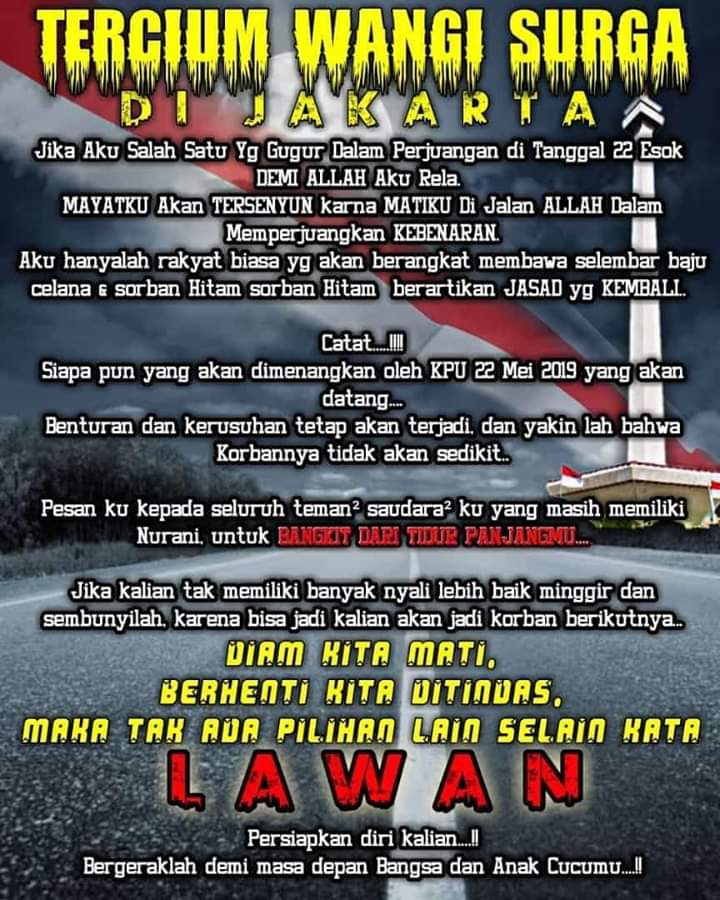 TERCIUM WANGI SURGA
DI JAKARTA
Jika Aku Salah Satu Yg Gugur Dalam Perjuangan di Tanggal 22 Esok
DEMI ALLAH Aku Rela.
MAYATKU Akan TERSENYUN karna MATIKU Di Jalan ALLAH Dalam
Memperjuangkan KEBENARAN.
Aku hanyalah rakyat biasa yg akan berangkat membawa selembar baju
celana & sorban Hitam sorban Hitam berartikan JASAD yg KEMBALI..
Catat.....!!!!
Siapa pun yang akan dimenangkan oleh KPU 22 Mei 2019 yang akan
datang....
Benturan dan kerusuhan tetap akan terjadi, dan yakin lah bahwa
Korbannya tidak akan sedikit..
Pesan ku kepada seluruh teman² saudara² ku yang masih memiliki
Nurani, untuk BANGKIT DARI TIDUR PANJANGMU....
Jika kalian tak memiliki banyak nyali lebih baik minggir dan
sembunyilah, karena bisa jadi kalian akan jadi korban berikutnya...
DIAM KITA MATI,
BERHENTI KITA DITINDAS,
MAKA TAK ADA PILIHAN LAIN SELAIN KATA
LAWAN
Persiapkan diri kalian....!!
Bergeraklah demi masa depan Bangsa dan Anak Cucumu....!!